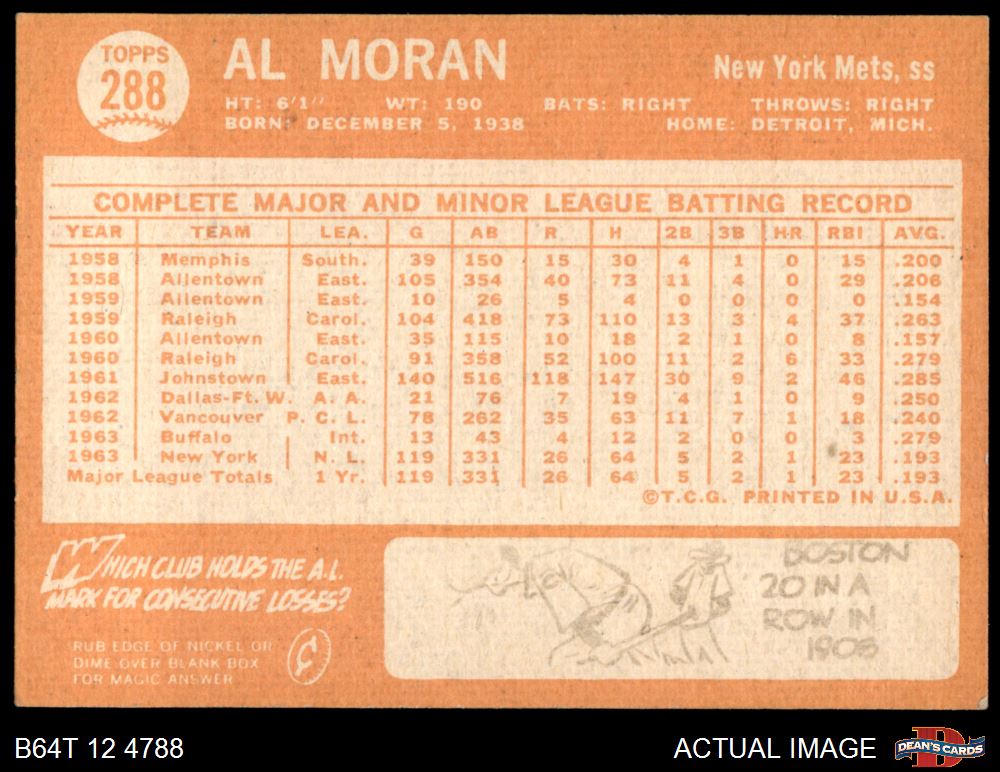 TOPPS
288
AL MORAN
New York Mets, ss
HT: 6'1" WT: 190 BATS: RIGHT THROWS: RIGHT
BORN: DECEMBER 5, 1938 HOME: DETROIT, MICH.
COMPLETE MAJOR AND MINOR LEAGUE BATTING RECORD
YEAR TEAM LEA. G AB R H 2B 3B HR RBI AVG.
1958 Memphis South. 39 150 15 30 4 1 0 15 .200
1958 Allentown East. 105 354 40 73 11 4 0 29 .206
1959 Allentown East. 10 26 5 4 0 0 0 0 .154
1959 Raleigh Carol. 104 418 73 110 13 3 4 37 .263
1960 Allentown East. 35 115 10 18 2 1 0 8 .157
1960 Raleigh Carol. 91 358 52 100 11 2 6 33 .279
1961 Johnstown East. 140 516 118 147 30 9 2 46 .285
1962 Dallas-Ft. W. A. A. 21 76 7 19 4 1 0 9 .250
1962 Vancouver P. C. L. 78 262 35 63 11 7 1 18 .240
1963 Buffalo Int. 13 43 4 12 2 0 0 3 .279
1963 New York N. L. 119 331 26 64 5 2 1 23 .193
Major League Totals 1 Yr. 119 331 26 64 5 2 1 23 .193
©T.C.G. PRINTED IN U.S.A.
WHICH CLUB HOLDS THE A.L.
MARK FOR CONSECUTIVE LOSSES?
RUB EDGE OF NICKEL OR
DIME OVER BLANK BOX
FOR MAGIC ANSWER
¢
BOSTON
20 IN A
ROW IN
1906
B64T 12 4788
ACTUAL IMAGE
D
DEAN'S CARDS